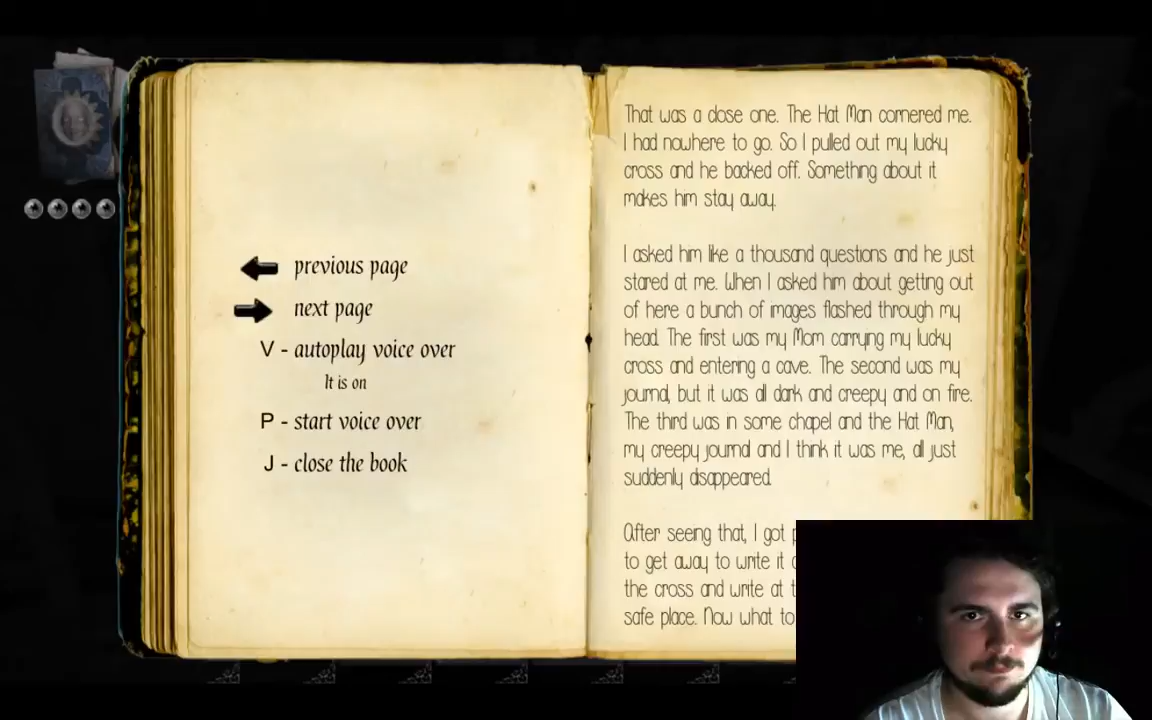 previous page
next page
V - autoplay voice over
It is on
P - start voice over
J - close the book
That was a close one. The Hat Man cornered me.
I had nowhere to go. So I pulled out my lucky
cross and he backed off. Something about it
makes him stay away.
I asked him like a thousand questions and he just
stared at me. When I asked him about getting out
of here a bunch of images flashed through my
head. The first was my Mom carrying my lucky
cross and entering a cave. The second was my
journal, but it was all dark and creepy and on fire.
The third was in some chapel and the Hat Man,
my creepy journal and I think it was me, all just
suddenly disappeared.
After seeing that, I got
to get away to write it
the cross and write at
safe place. Now what to